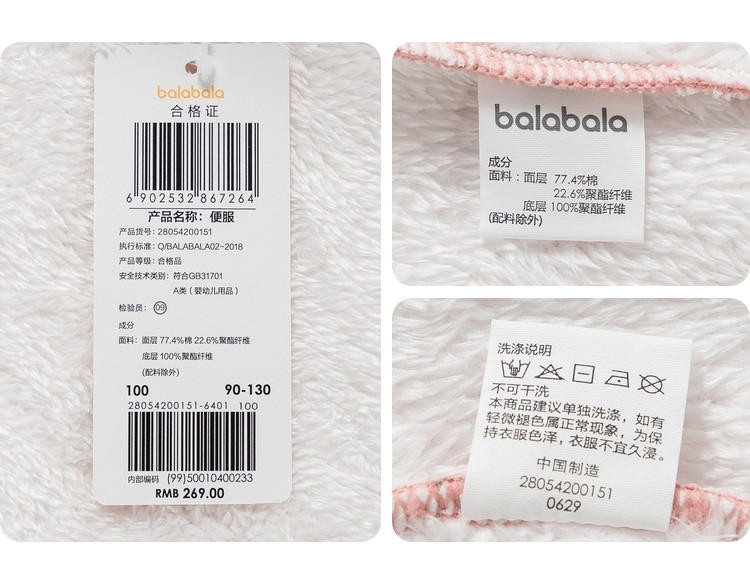 balabala
合格证
6 902532 867264
产品名称：便服
产品货号：28054200151
执行标准：Q/BALABALA02-2018
产品等级：合格品
安全技术类别：符合GB31701
A类（婴幼儿用品）
检验员：09
成分
面料：面层 77.4%棉 22.6%聚酯纤维
底层 100%聚酯纤维
(配料除外)
100 90-130
28054200151-6401 100
内部编码 (99)50010400233
RMB 269.00
balabala
成分
面料：面层 77.4%棉
22.6%聚酯纤维
底层 100%聚酯纤维
(配料除外)
洗涤说明
不可干洗
本商品建议单独洗涤，如有
轻微褪色属正常现象，为保
持衣服色泽，衣服不宜久浸。
中国制造
28054200151
0629